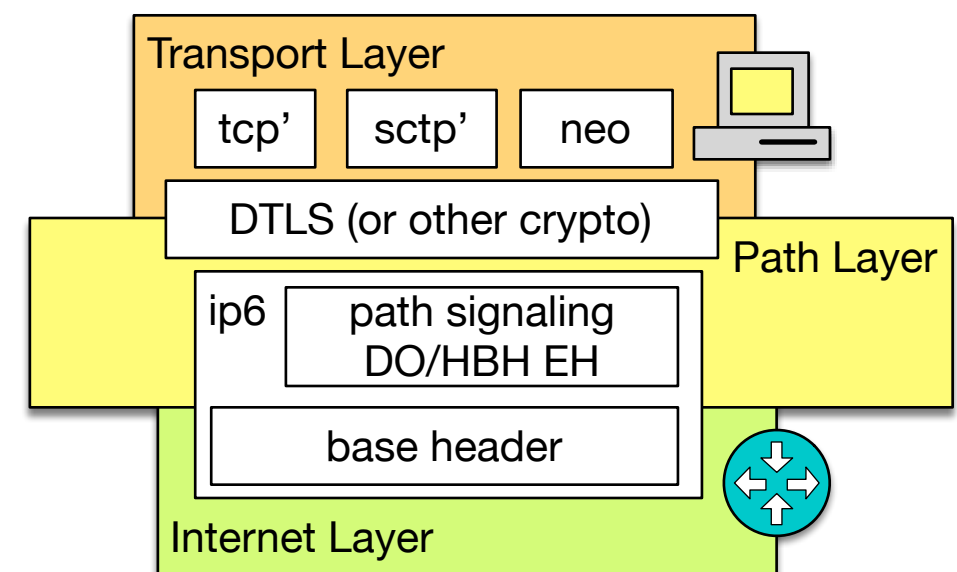 Transport Layer
tcp’ sctp’ neo
DTLS (or other crypto)
Path Layer
ip6
path signaling
DO/HBH EH
base header
Internet Layer